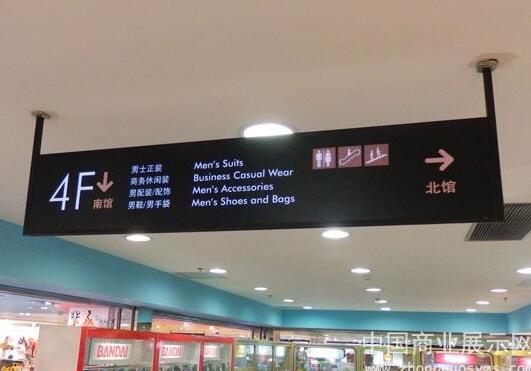 4F
南馆
男士正装
商务休闲装
男配装/配饰
男鞋/男手袋
Men's Suits
Business Casual Wear
Men's Accessories
Men's Shoes and Bags
北馆
BANDAI
BANDAI
中国商业展示网